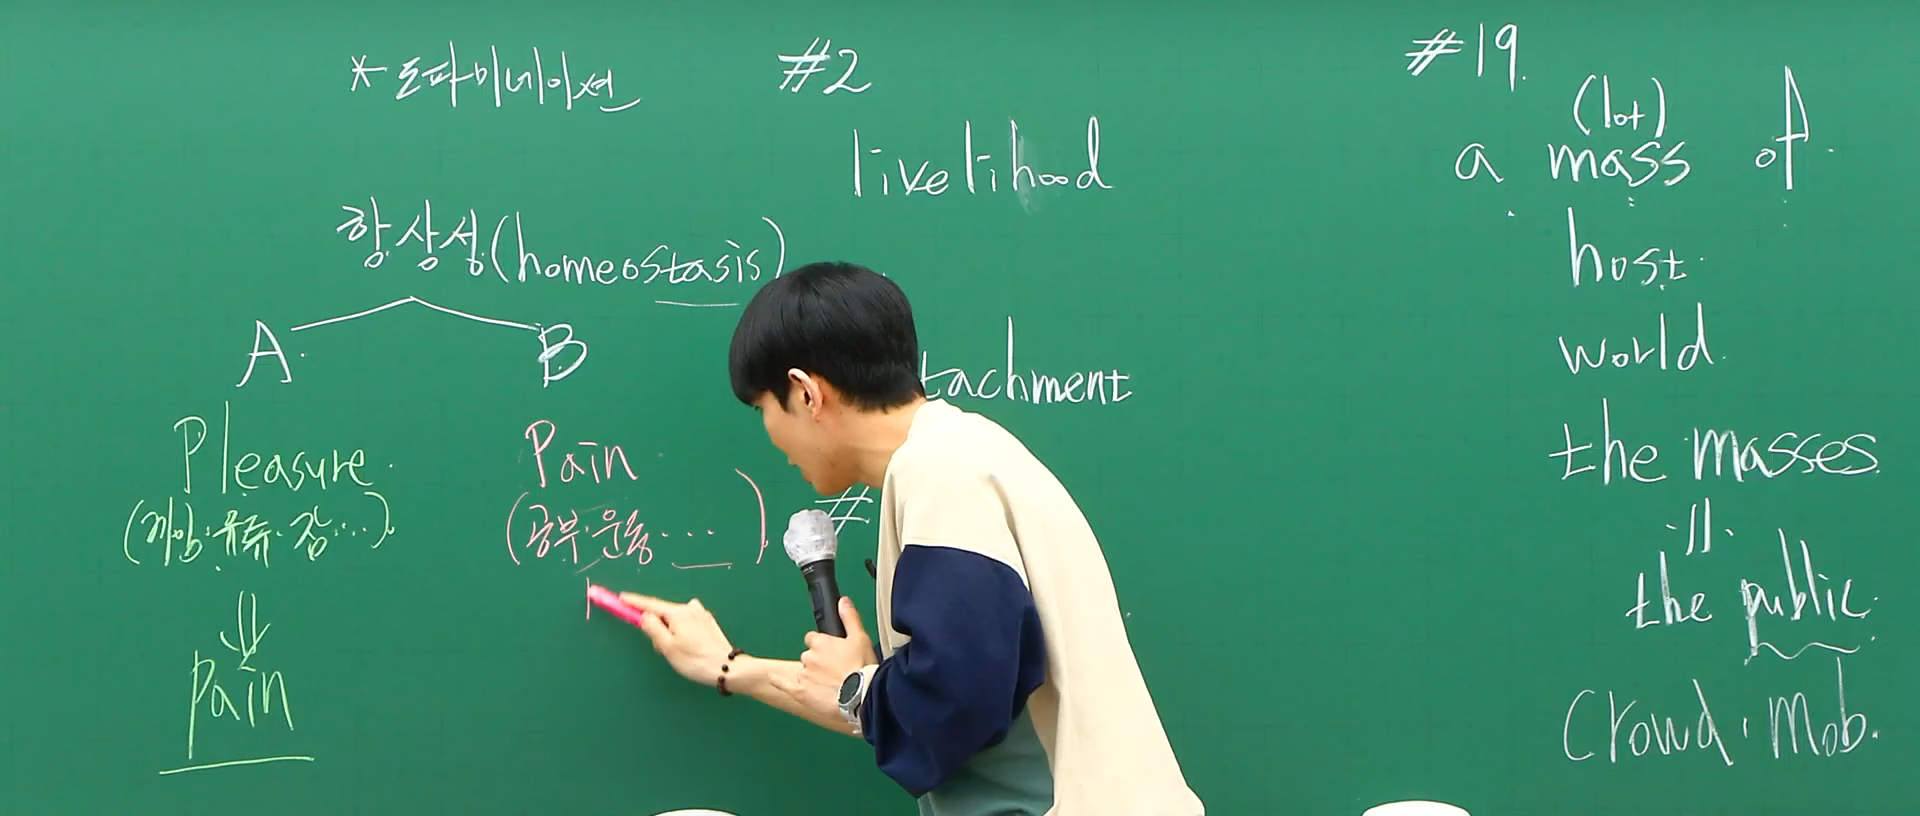 *도파미네이션
항상성(homeostasis)
A. B
Pleasure. Pain
(게임·유튜·잠...) (공부·운동...)
⇓
Pain
#2
livelihood
tachment
#
#19.
(lot)
a mass of
host.
world.
the masses.
the public.
Crowd. Mob.